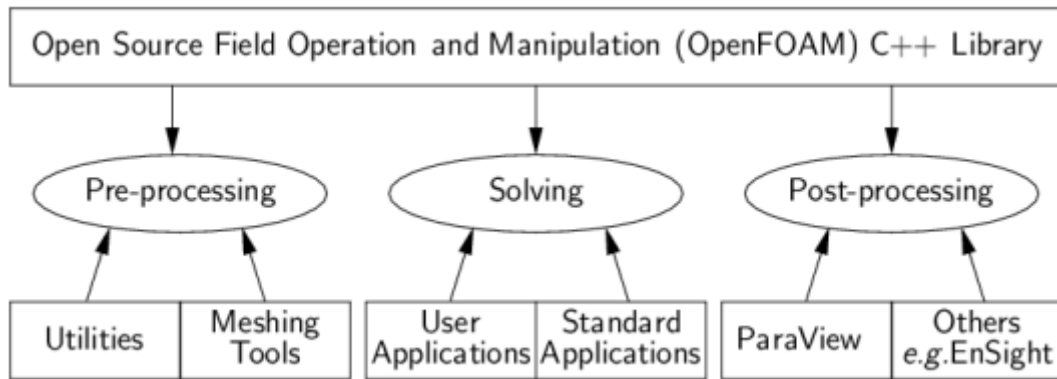 Open Source Field Operation and Manipulation (OpenFOAM) C++ Library
Pre-processing
Solving
Post-processing
Utilities
Meshing
Tools
User
Applications
Standard
Applications
ParaView
Others
e.g.EnSight